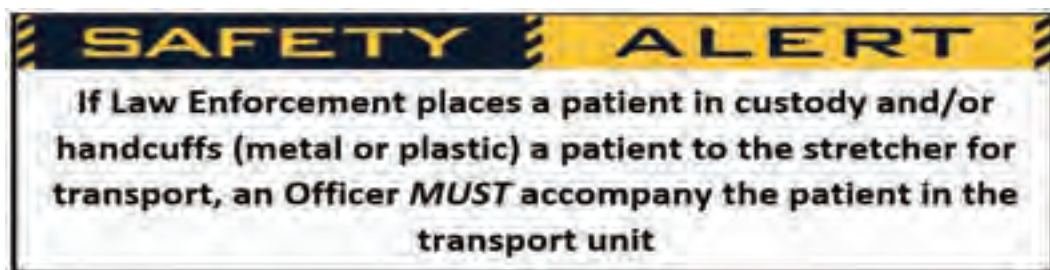 SAFETY ALERT
If Law Enforcement places a patient in custody and/or
handcuffs (metal or plastic) a patient to the stretcher for
transport, an Officer MUST accompany the patient in the
transport unit